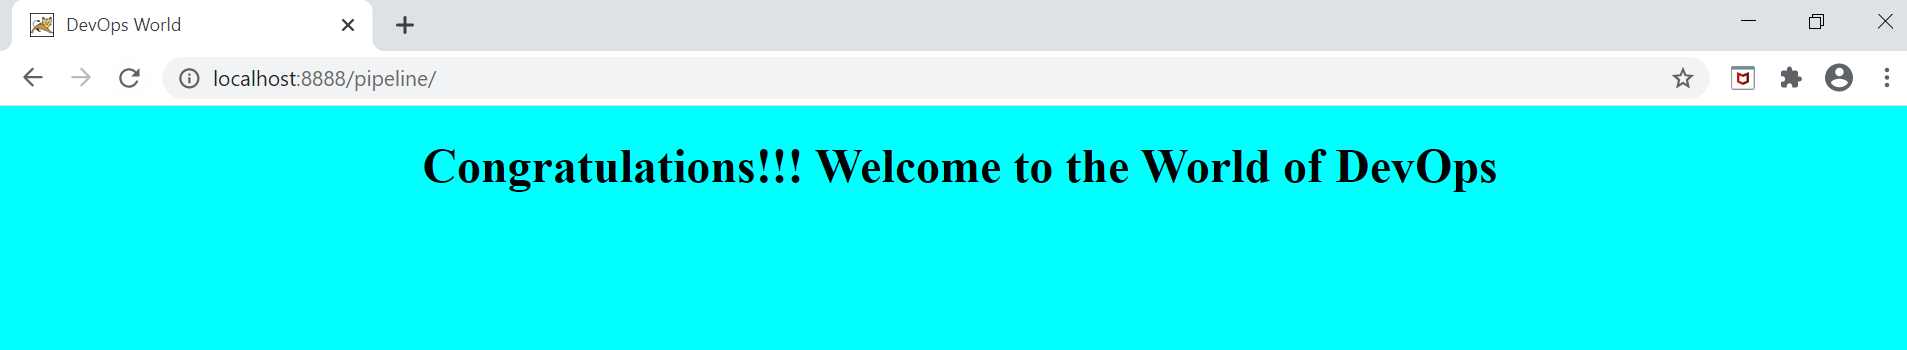 DevOps World
localhost:8888/pipeline/
Congratulations!!! Welcome to the World of DevOps